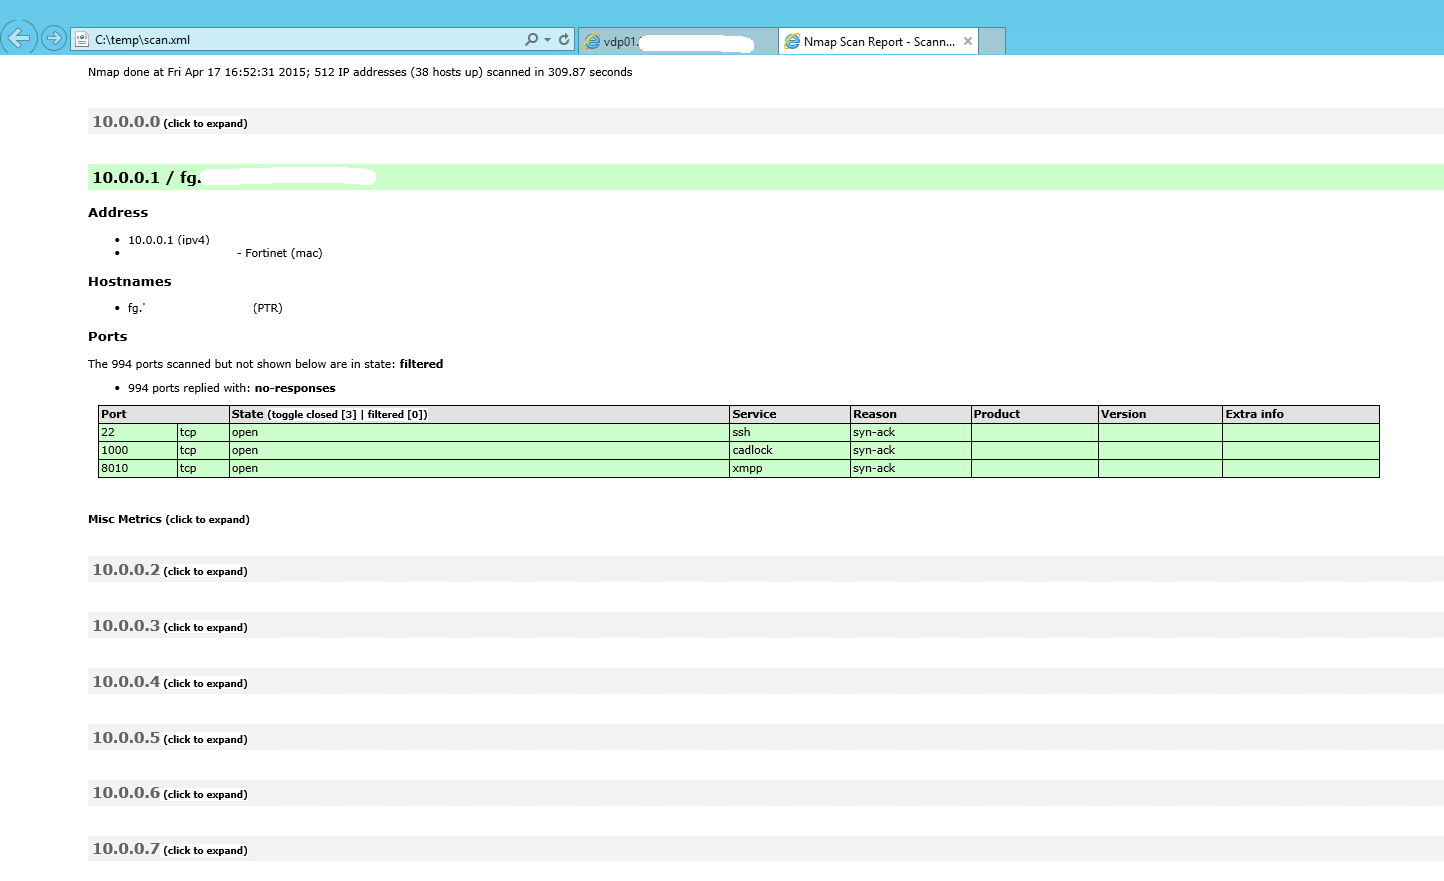 C:\temp\scan.xml
vdp01.
Nmap Scan Report - Scann...
Nmap done at Fri Apr 17 16:52:31 2015; 512 IP addresses (38 hosts up) scanned in 309.87 seconds
10.0.0.0 (click to expand)
10.0.0.1 / fg.
Address
10.0.0.1 (ipv4)
- Fortinet (mac)
Hostnames
fg. (PTR)
Ports
The 994 ports scanned but not shown below are in state: filtered
994 ports replied with: no-responses
Port State (toggle closed [3] | filtered [0]) Service Reason Product Version Extra info
22 tcp open ssh syn-ack
1000 tcp open cadlock syn-ack
8010 tcp open xmpp syn-ack
Misc Metrics (click to expand)
10.0.0.2 (click to expand)
10.0.0.3 (click to expand)
10.0.0.4 (click to expand)
10.0.0.5 (click to expand)
10.0.0.6 (click to expand)
10.0.0.7 (click to expand)